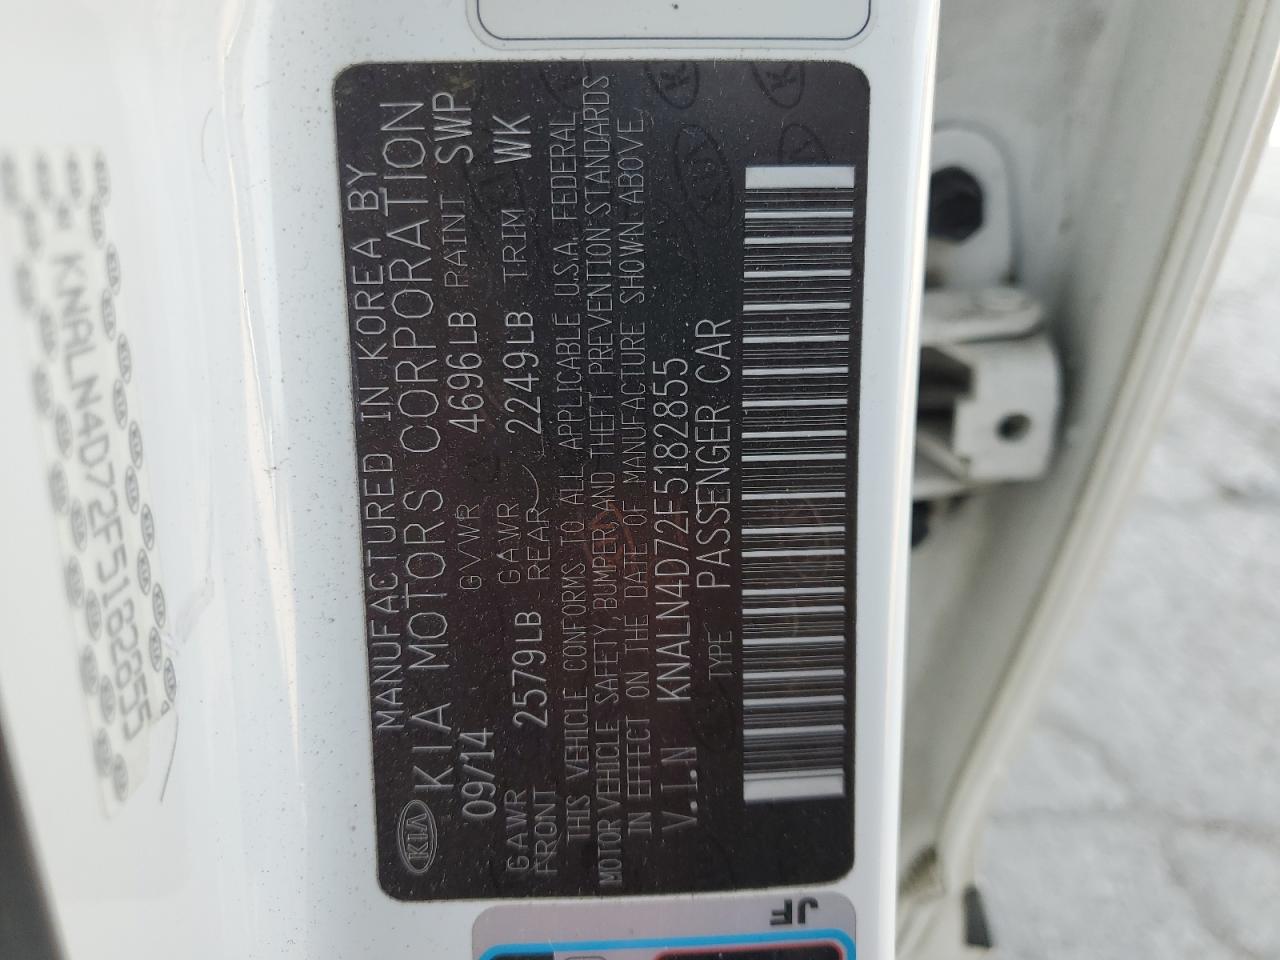 MANUFACTURED IN KOREA BY
KIA KIA MOTORS CORPORATION
09/14 GVWR 4696LB PAINT SWP
GAWR FRONT 2579LB GAWR REAR 2249LB TRIM WK
THIS VEHICLE CONFORMS TO ALL APPLICABLE U.S.A. FEDERAL
MOTOR VEHICLE SAFETY, BUMPER, AND THEFT PREVENTION STANDARDS
IN EFFECT ON THE DATE OF MANUFACTURE SHOWN ABOVE.
V.I.N KNALN4D72F5182855
TYPE PASSENGER CAR
KNALN4D72F5182855
JF